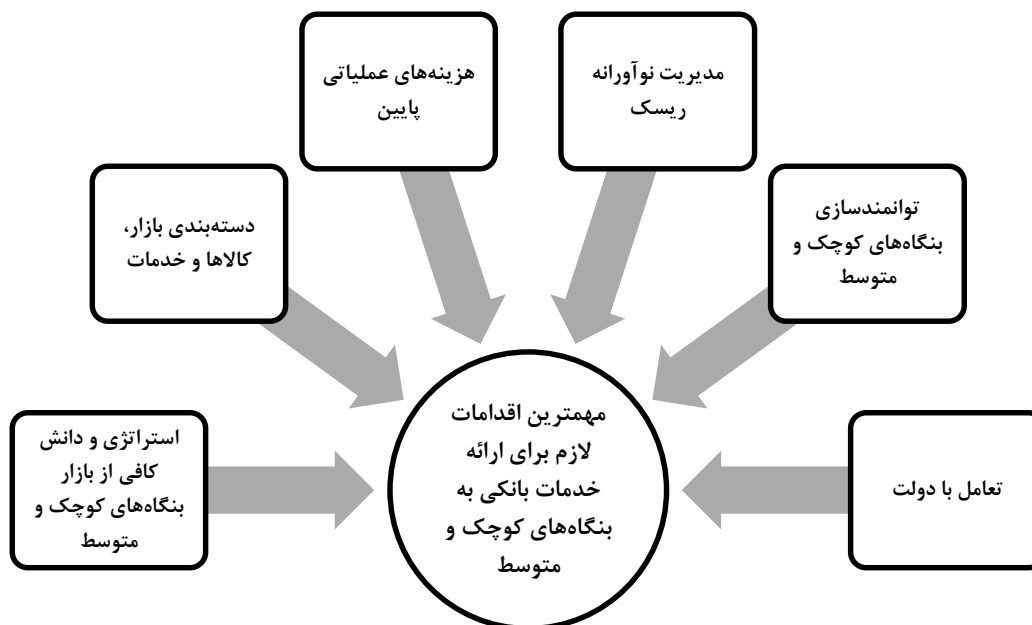 مدیریت نوآورانه
ریسک
هزینه‌های عملیاتی
پایین
توانمندسازی
بنگاه‌های کوچک و
متوسط
دسته‌بندی بازار،
کالاها و خدمات
تعامل با دولت
مهمترین اقدامات
لازم برای ارائه
خدمات بانکی به
بنگاه‌های کوچک و
متوسط
استراتژی و دانش
کافی از بازار
بنگاه‌های کوچک و
متوسط